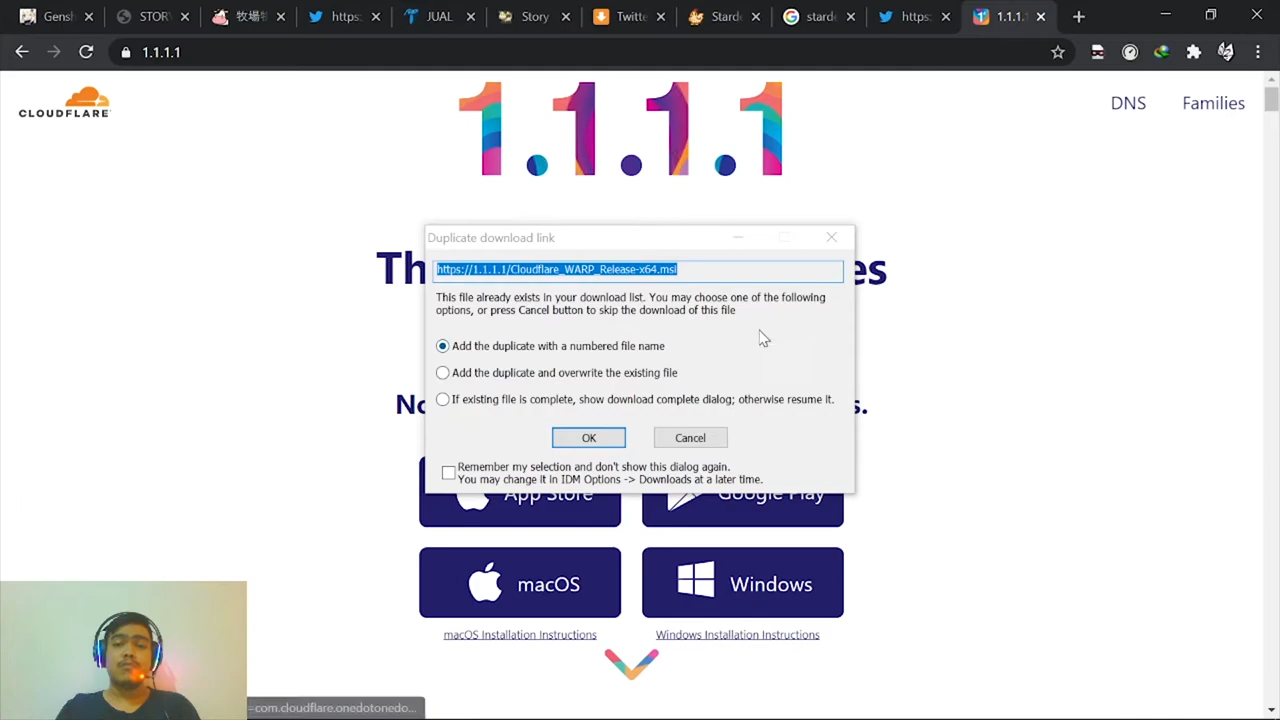 Gensh
STORY
牧場物
https:
JUAL
Story
Twitte
Stard
stard
https:
1.1.1.1
1.1.1.1
CLOUDFLARE
1.1.1.1
DNS
Families
Th
es
Duplicate download link
https://1.1.1.1/Cloudflare_WARP_Release-x64.msi
This file already exists in your download list. You may choose one of the following
options, or press Cancel button to skip the download of this file
Add the duplicate with a numbered file name
Add the duplicate and overwrite the existing file
If existing file is complete, show download complete dialog; otherwise resume it.
No
s.
OK
Cancel
Remember my selection and don't show this dialog again.
You may change it in IDM Options -> Downloads at a later time.
App Store
Google Play
macOS
Windows
macOS Installation Instructions
Windows Installation Instructions
=com.cloudflare.onedotonedo...